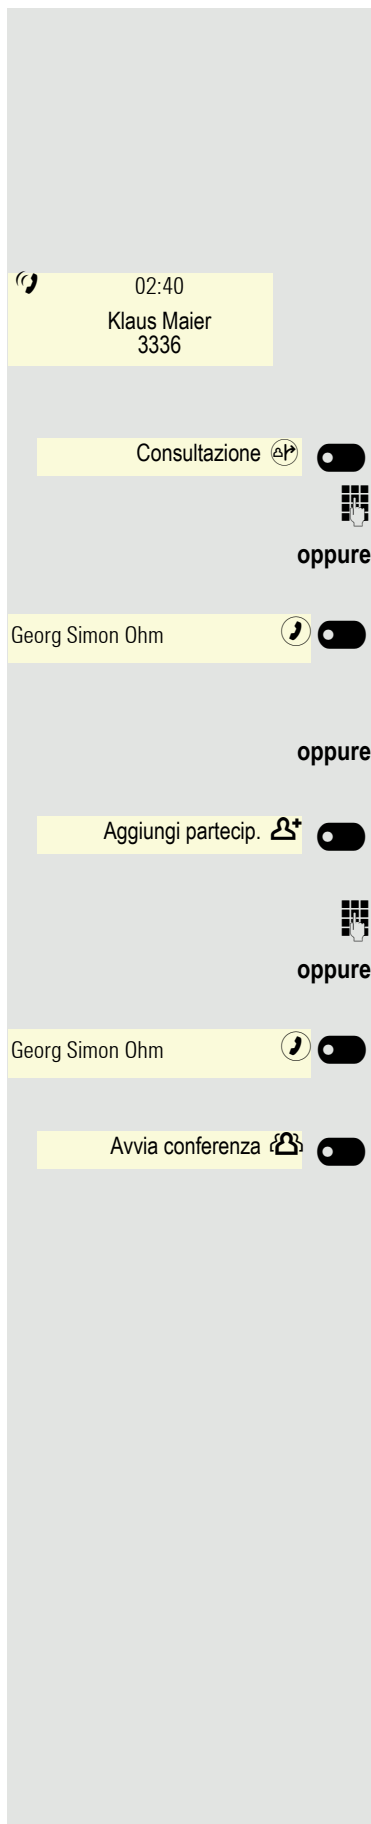 02:40
Klaus Maier
3336
Consultazione
oppure
Georg Simon Ohm
oppure
Aggiungi partecip.
oppure
Georg Simon Ohm
Avvia conferenza